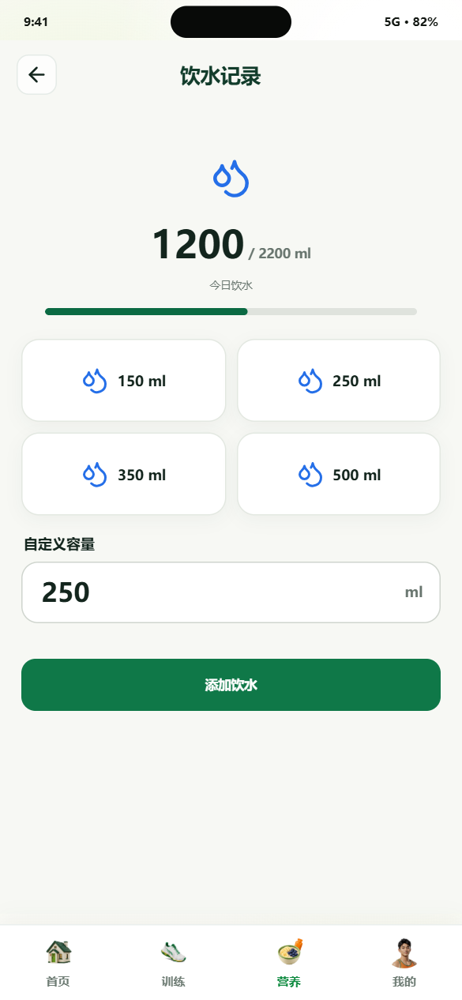 9:41
5G • 82%
饮水记录
1200 / 2200 ml
今日饮水
150 ml
250 ml
350 ml
500 ml
自定义容量
250 ml
添加饮水
首页
训练
营养
我的